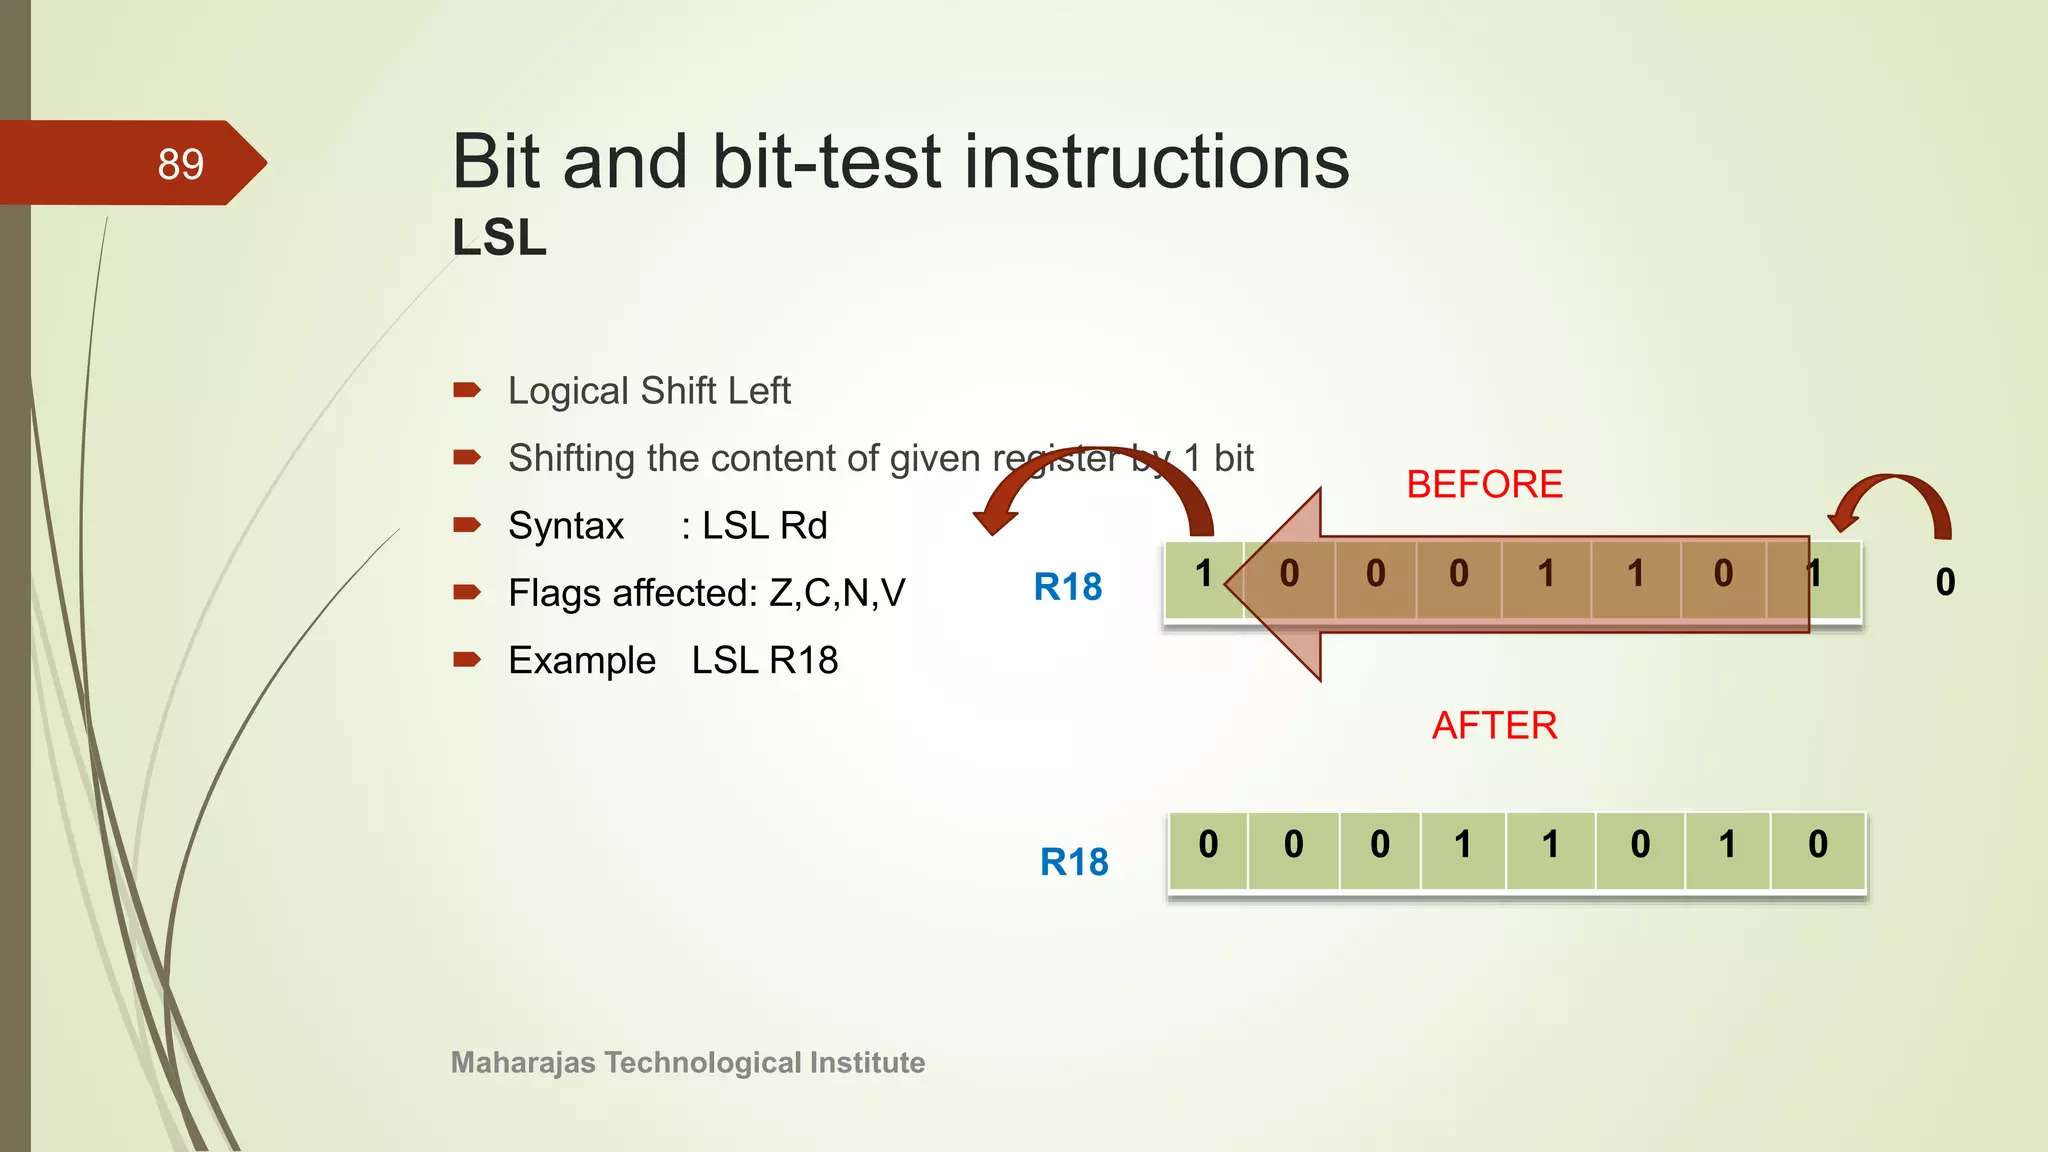 89
Bit and bit-test instructions
LSL
Logical Shift Left
Shifting the content of given register by 1 bit
Syntax : LSL Rd
Flags affected: Z,C,N,V
Example LSL R18
BEFORE
R18 1 0 0 0 1 1 0 1 0
AFTER
R18 0 0 0 1 1 0 1 0
Maharajas Technological Institute